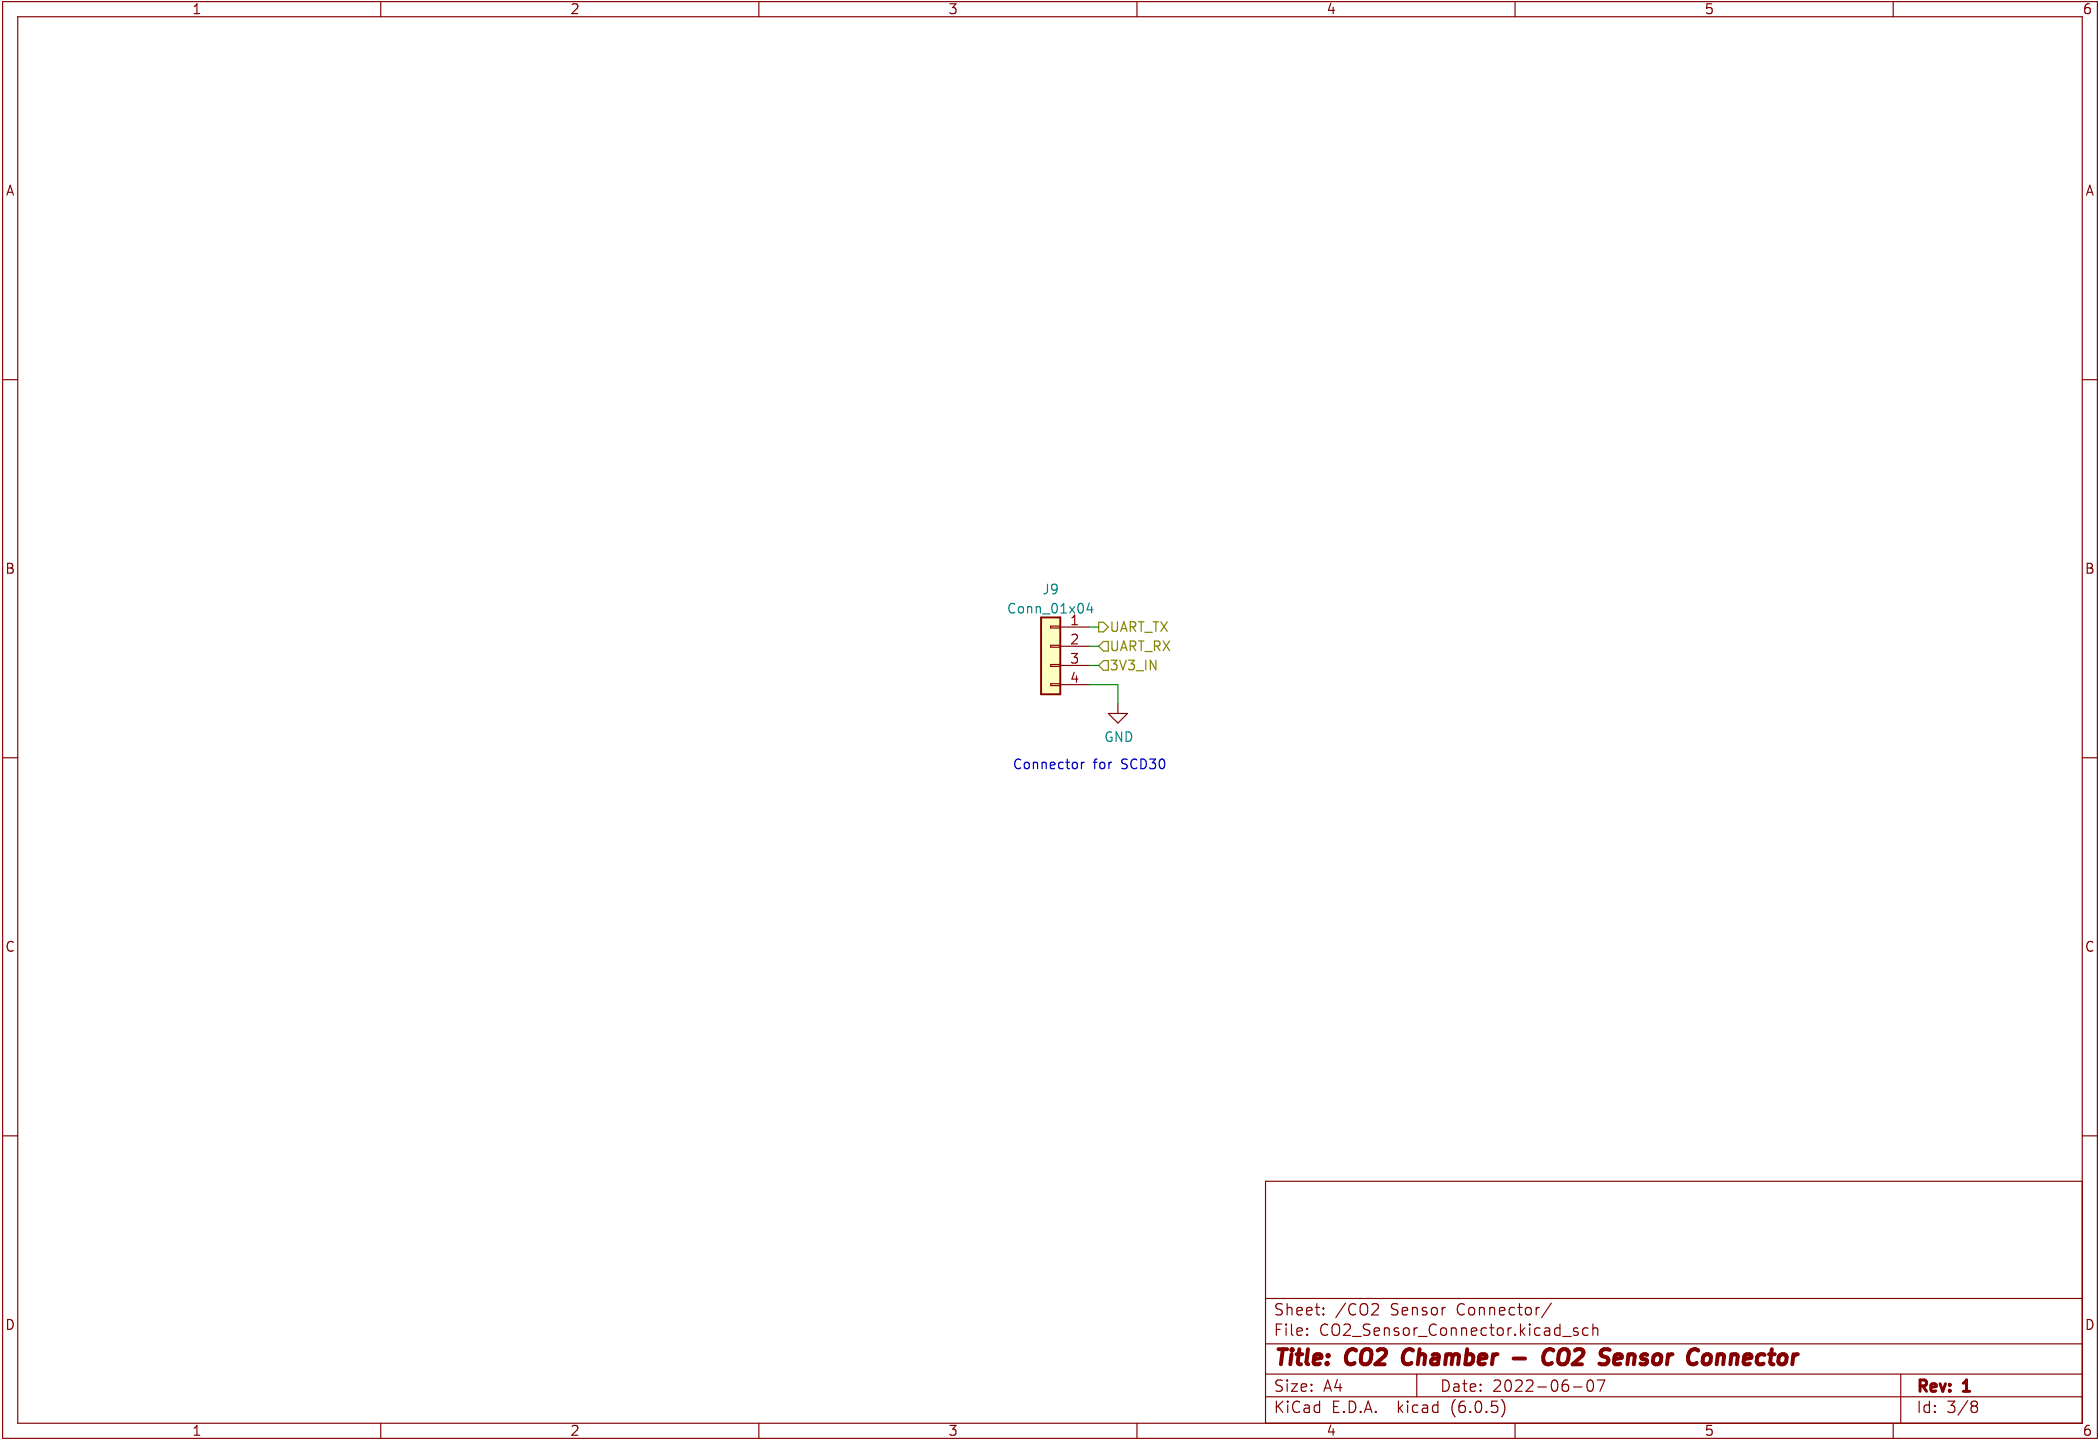 1 2 3 4 5 6
A A
B B
J9
Conn_01x04
1 UART_TX
2 UART_RX
3 3V3_IN
4
GND
Connector for SCD30
C C
Sheet: /CO2 Sensor Connector/
File: CO2_Sensor_Connector.kicad_sch
D D
Title: CO2 Chamber - CO2 Sensor Connector
Size: A4 Date: 2022-06-07 Rev: 1
KiCad E.D.A. kicad (6.0.5) Id: 3/8
1 2 3 4 5 6